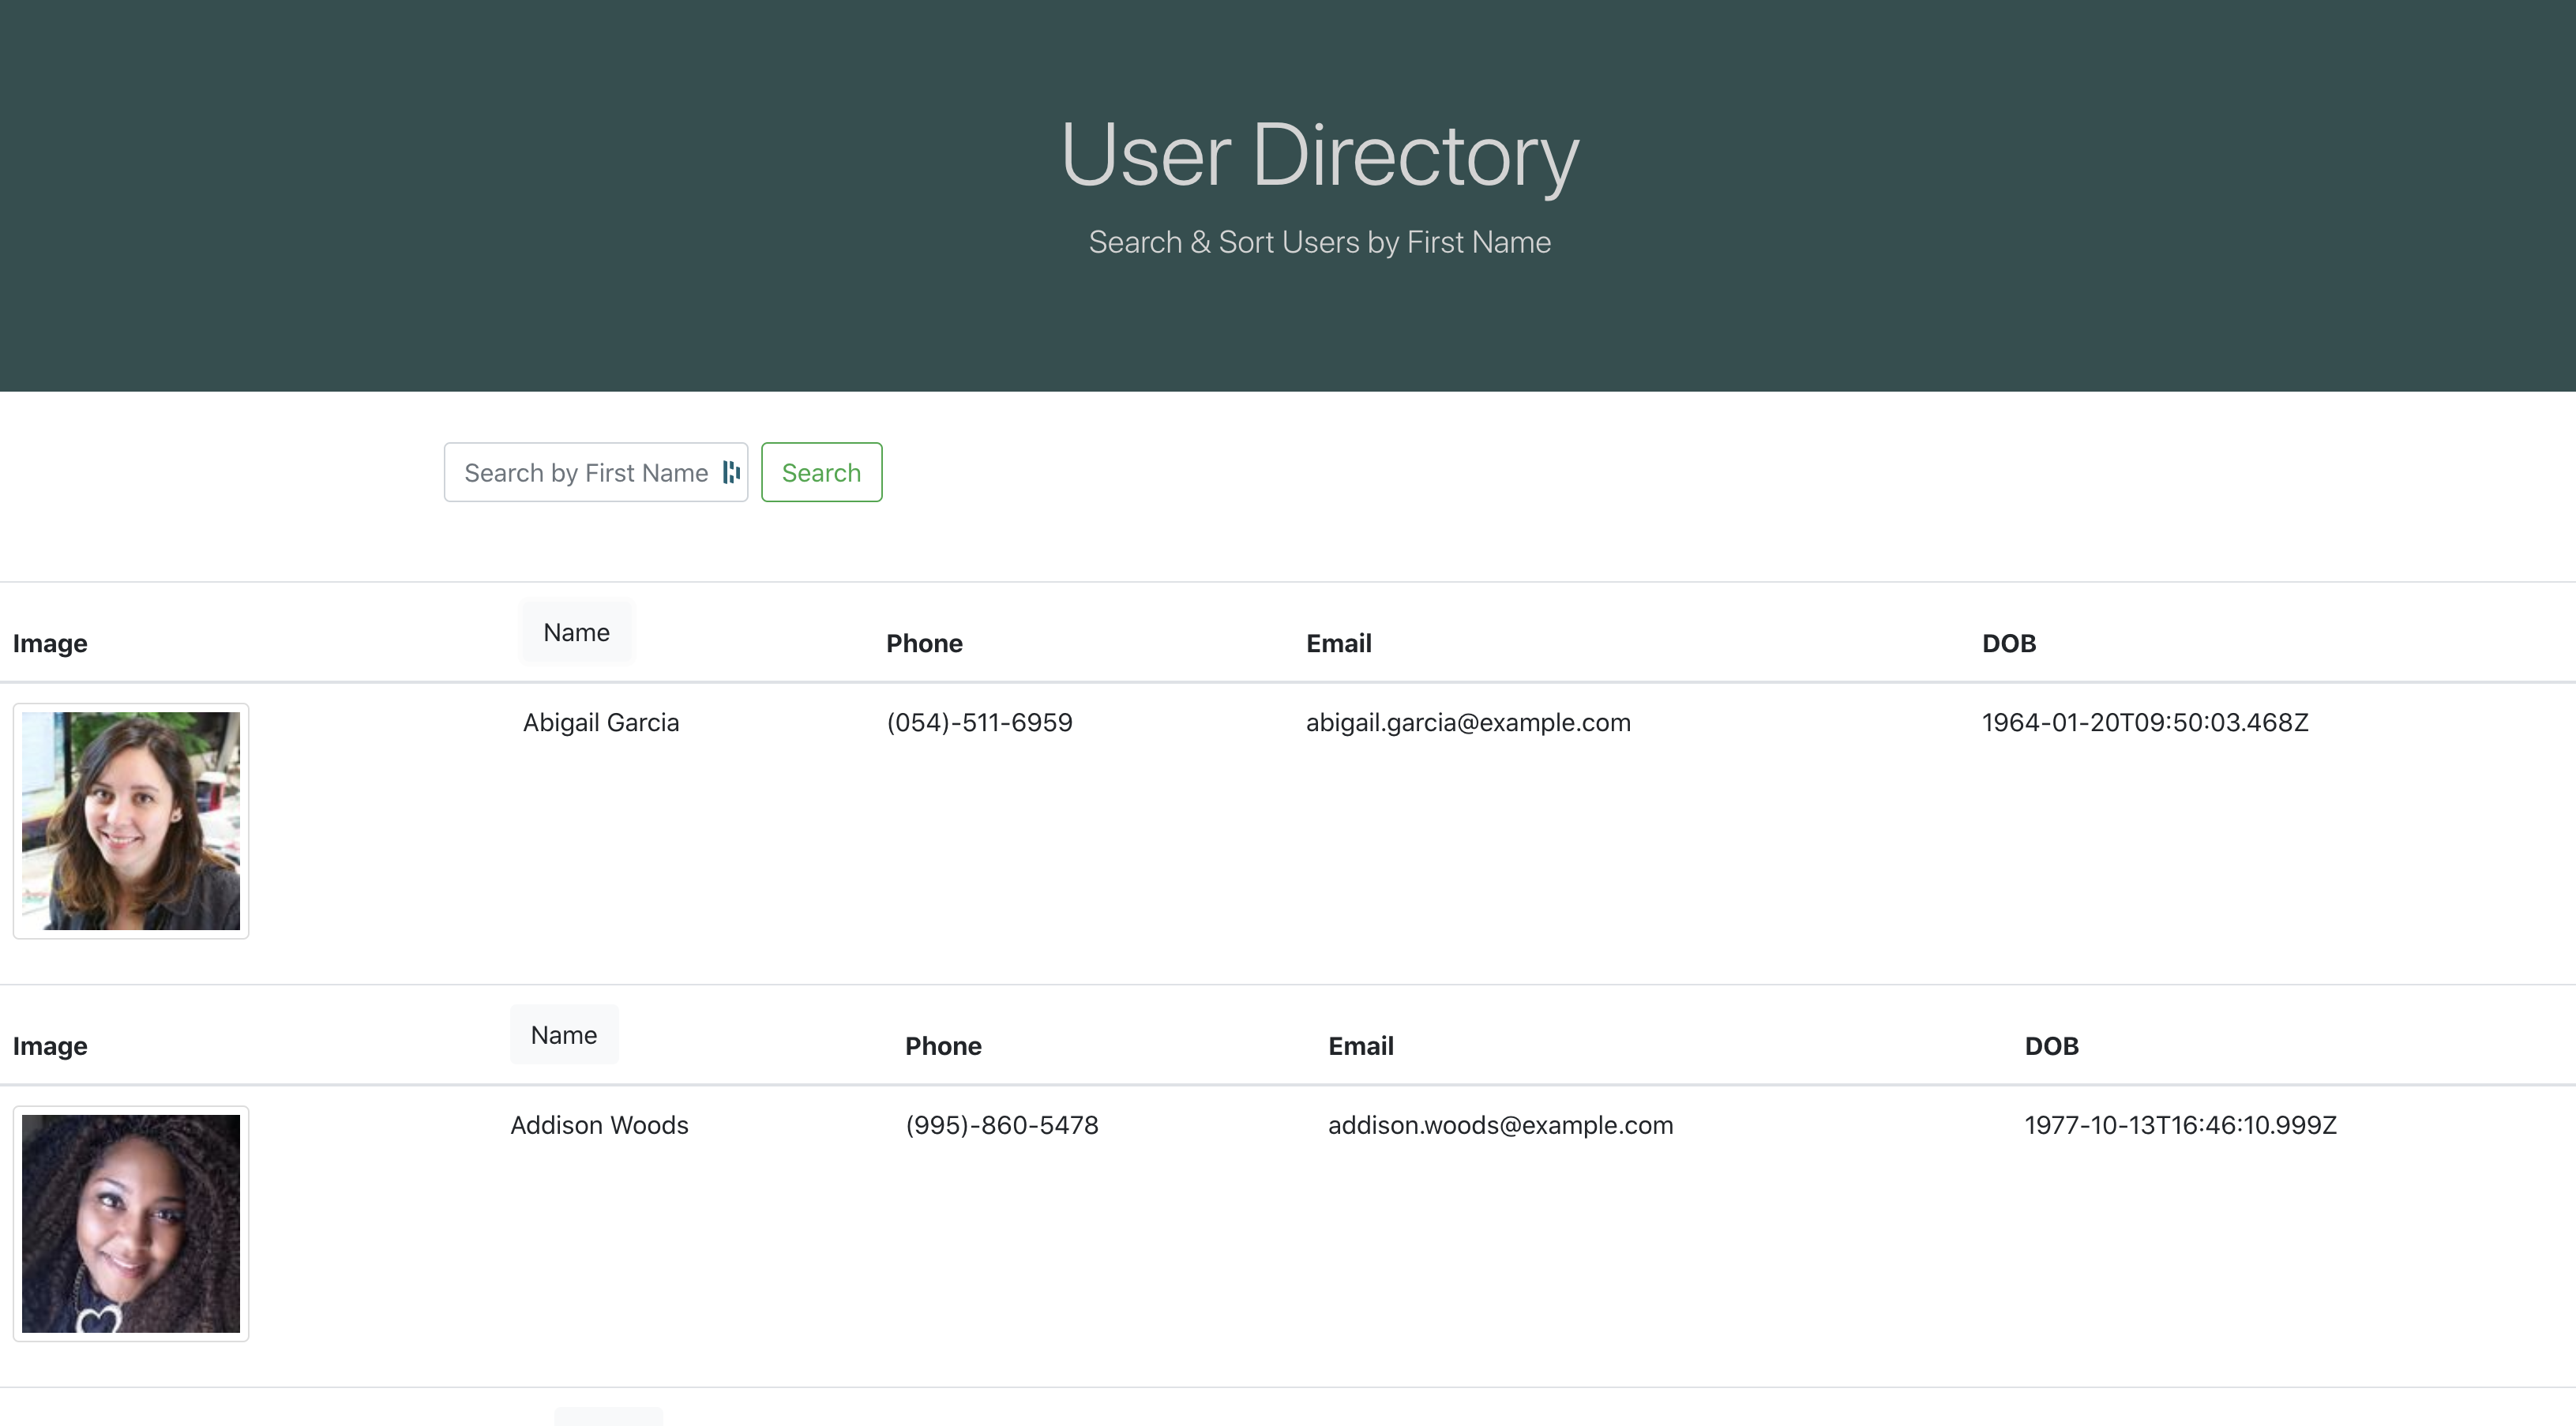 User Directory
Search & Sort Users by First Name
Search by First Name Search
Image Name Phone Email DOB
Abigail Garcia (054)-511-6959 abigail.garcia@example.com 1964-01-20T09:50:03.468Z
Image Name Phone Email DOB
Addison Woods (995)-860-5478 addison.woods@example.com 1977-10-13T16:46:10.999Z